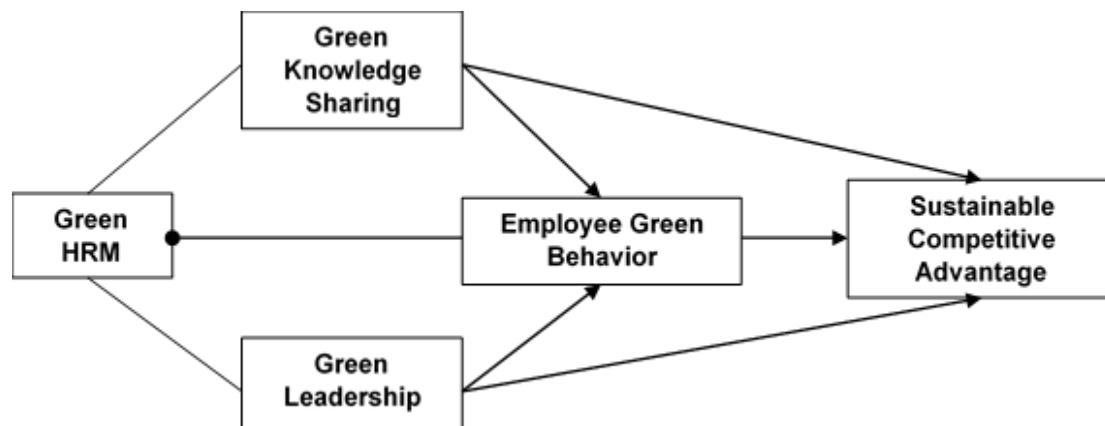 Green
Knowledge
Sharing
Green
HRM
Employee Green
Behavior
Sustainable
Competitive
Advantage
Green
Leadership